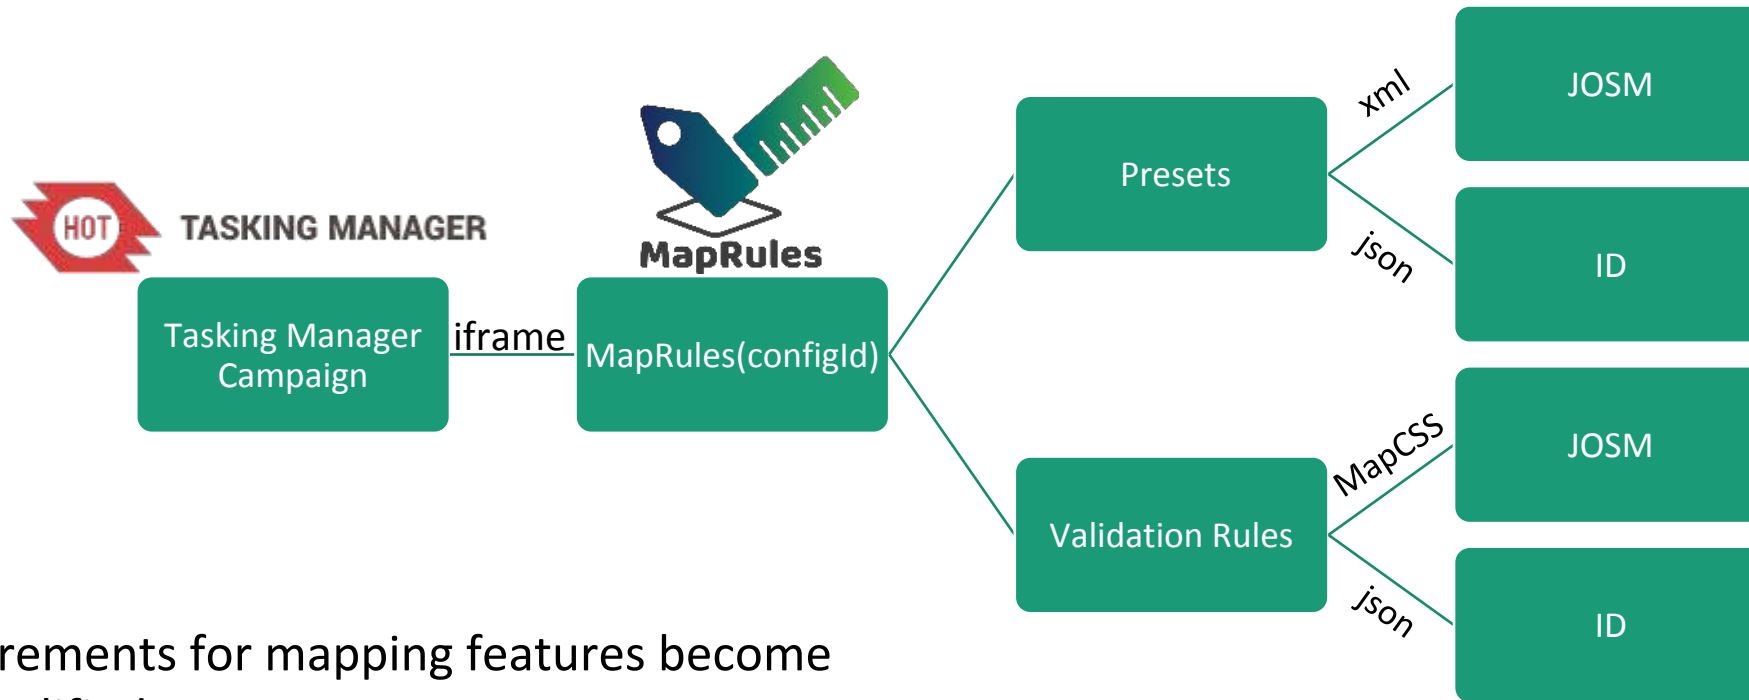 HOT
TASKING MANAGER
Tasking Manager
Campaign
iframe
MapRules
MapRules(configId)
Presets
xml
JOSM
json
ID
Validation Rules
MapCSS
JOSM
json
ID
rements for mapping features become